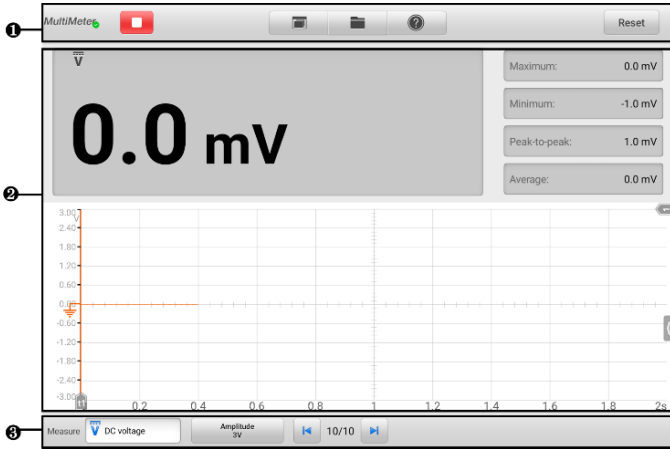 ❶
MultiMeter
Reset
❷
V
0.0 mV
Maximum: 0.0 mV
Minimum: -1.0 mV
Peak-to-peak: 1.0 mV
Average: 0.0 mV
3.00
V
2.40
1.80
1.20
0.60
0.00
-0.60
-1.20
-1.80
-2.40
-3.00
0.2 0.4 0.6 0.8 1 1.2 1.4 1.6 1.8 2s
❸
Measure V DC voltage Amplitude 10/10
3V